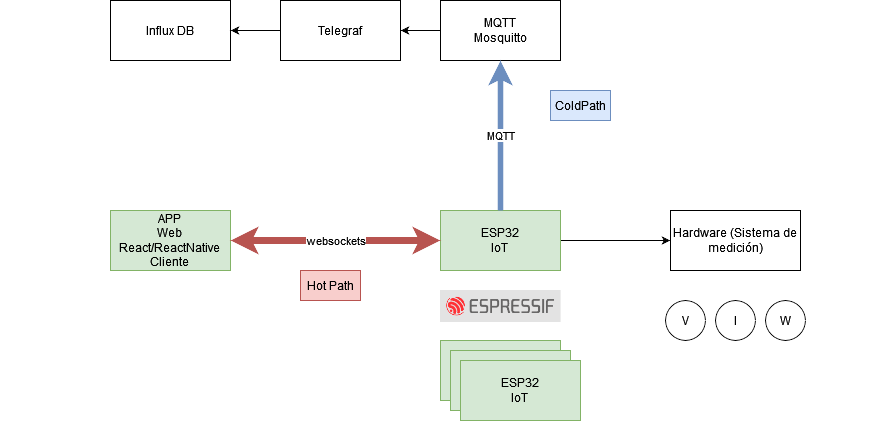 Influx DB
Telegraf
MQTT
Mosquitto
ColdPath
MQTT
APP
Web
React/ReactNative
Cliente
websockets
ESP32
IoT
Hardware (Sistema de
medición)
Hot Path
ESPRESSIF
V
I
W
ESP32
IoT